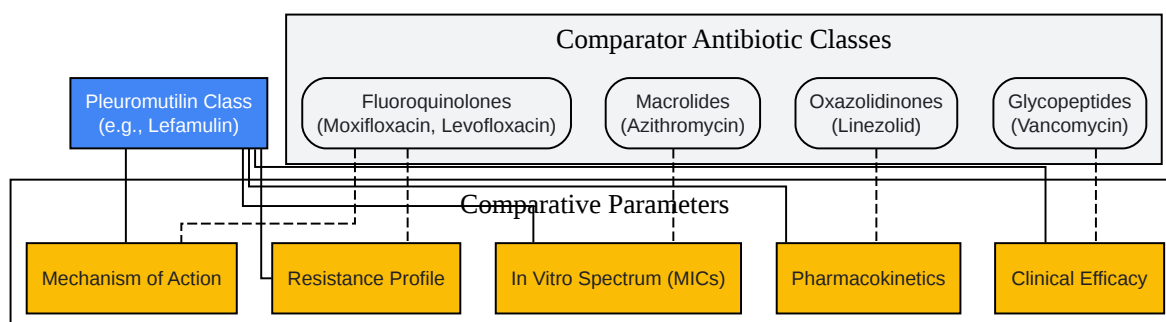 Comparator Antibiotic Classes
Pleuromutilin Class
(e.g., Lefamulin)
Fluoroquinolones
(Moxifloxacin, Levofloxacin)
Macrolides
(Azithromycin)
Oxazolidinones
(Linezolid)
Glycopeptides
(Vancomycin)
Comparative Parameters
Mechanism of Action
Resistance Profile
In Vitro Spectrum (MICs)
Pharmacokinetics
Clinical Efficacy